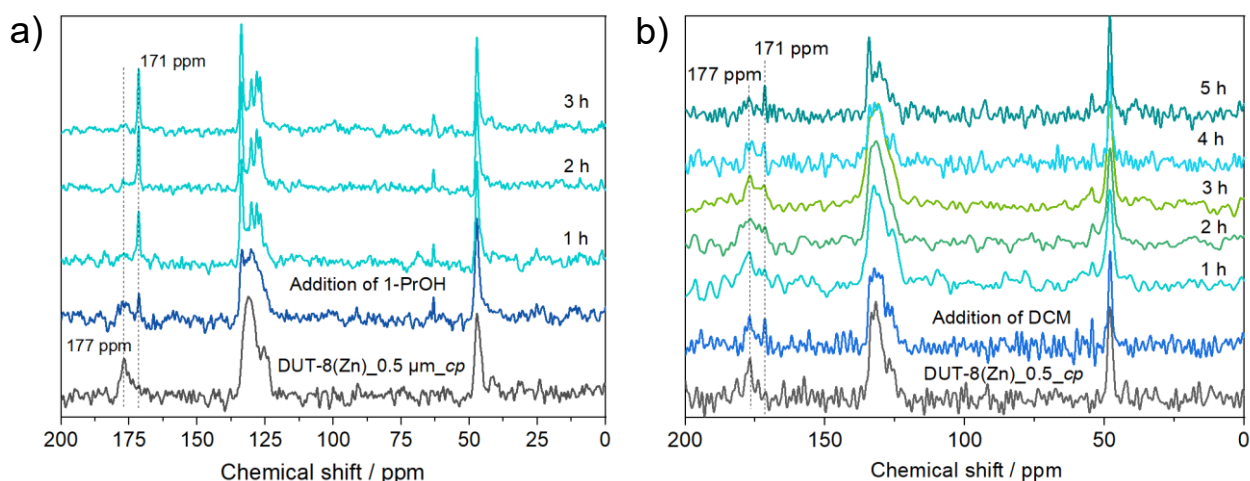 a)
171 ppm
3 h
2 h
1 h
Addition of 1-PrOH
177 ppm
DUT-8(Zn)_0.5 µm_cp
200 175 150 125 100 75 50 25 0
Chemical shift / ppm
b)
171 ppm
177 ppm
5 h
4 h
3 h
2 h
1 h
Addition of DCM
DUT-8(Zn)_0.5_cp
200 150 100 50 0
Chemical shift / ppm